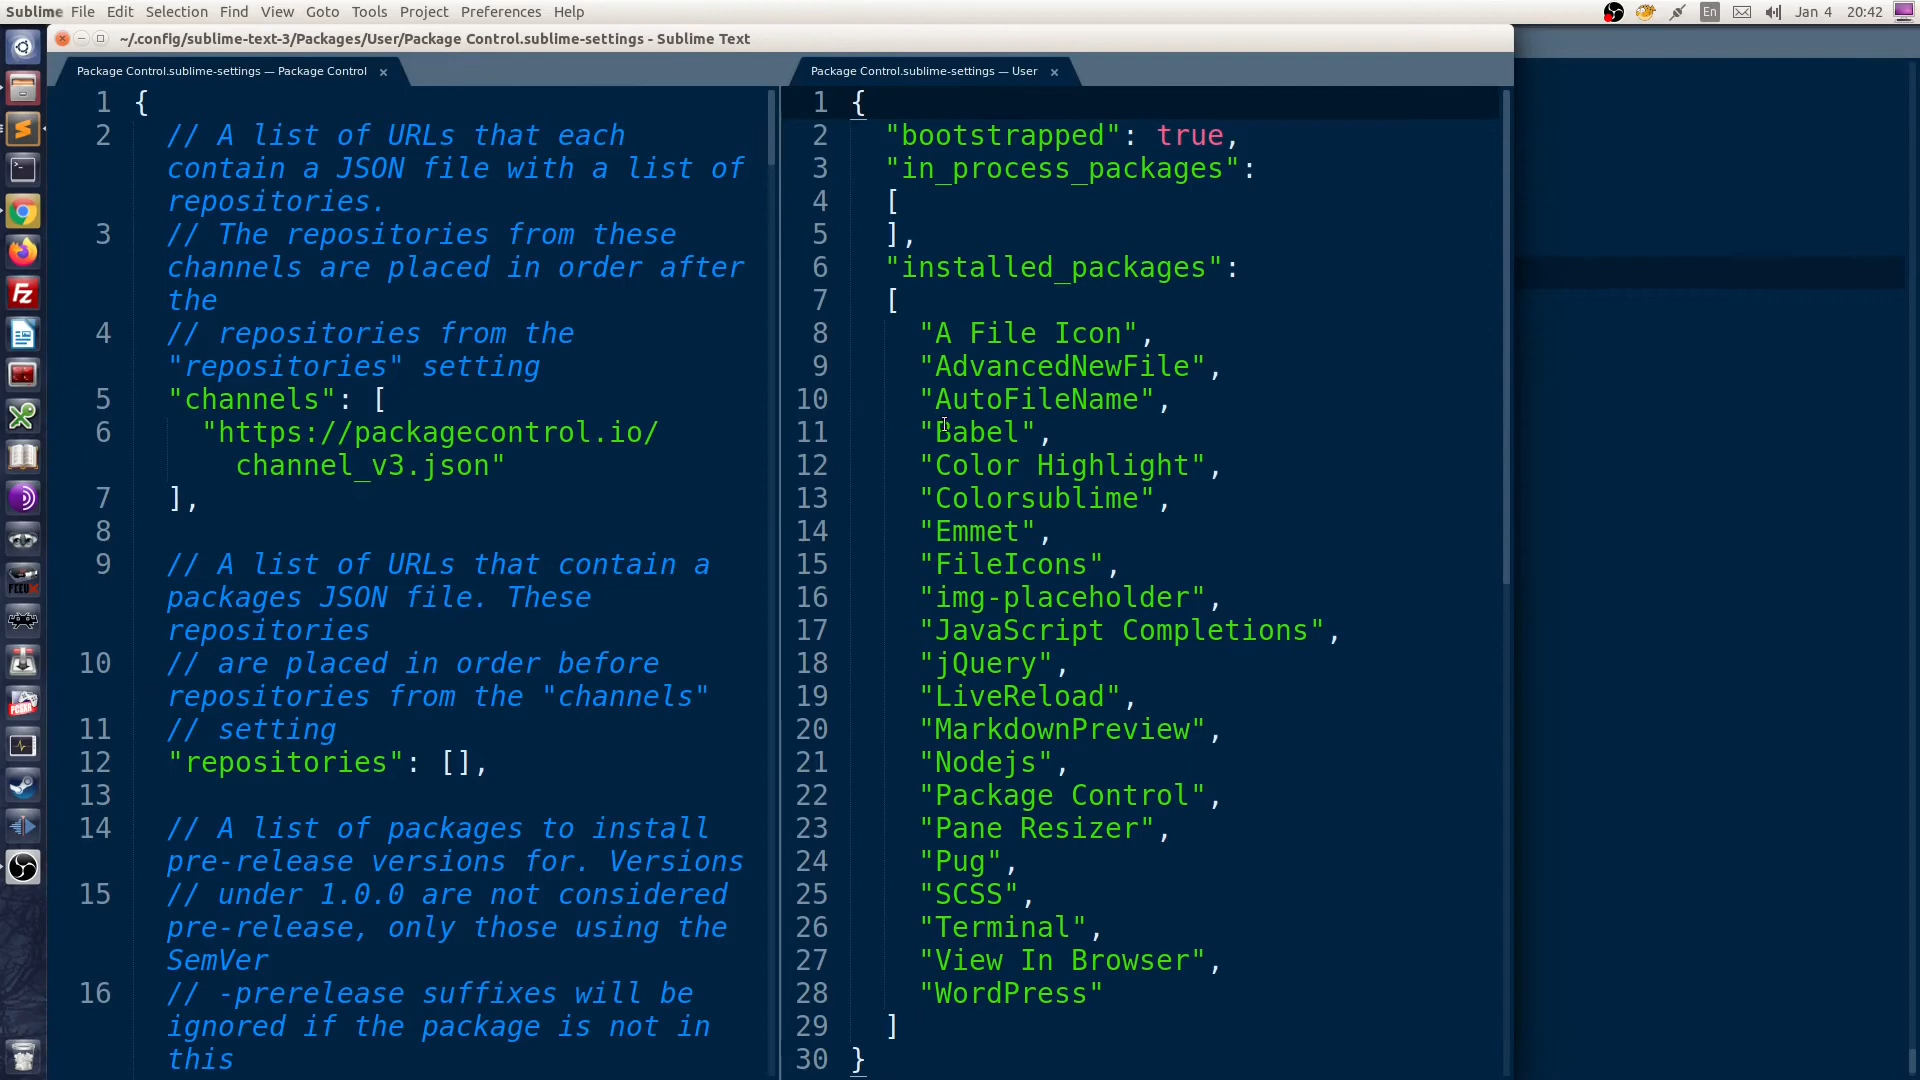 Sublime File Edit Selection Find View Goto Tools Project Preferences Help
En Jan 4 20:42
~/.config/sublime-text-3/Packages/User/Package Control.sublime-settings - Sublime Text
Package Control.sublime-settings — Package Control ×
Package Control.sublime-settings — User ×
1 {
2 // A list of URLs that each
contain a JSON file with a list of
repositories.
3 // The repositories from these
channels are placed in order after
the
4 // repositories from the
"repositories" setting
5 "channels": [
6 "https://packagecontrol.io/
channel_v3.json"
7 ],
8
9 // A list of URLs that contain a
packages JSON file. These
repositories
10 // are placed in order before
repositories from the "channels"
11 // setting
12 "repositories": [],
13
14 // A list of packages to install
pre-release versions for. Versions
15 // under 1.0.0 are not considered
pre-release, only those using the
SemVer
16 // -prerelease suffixes will be
ignored if the package is not in
this
1 {
2 "bootstrapped": true,
3 "in_process_packages":
4 [
5 ],
6 "installed_packages":
7 [
8 "A File Icon",
9 "AdvancedNewFile",
10 "AutoFileName",
11 "Babel",
12 "Color Highlight",
13 "Colorsublime",
14 "Emmet",
15 "FileIcons",
16 "img-placeholder",
17 "JavaScript Completions",
18 "jQuery",
19 "LiveReload",
20 "MarkdownPreview",
21 "Nodejs",
22 "Package Control",
23 "Pane Resizer",
24 "Pug",
25 "SCSS",
26 "Terminal",
27 "View In Browser",
28 "WordPress"
29 ]
30 }